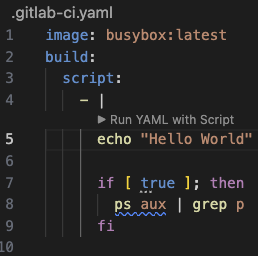 .gitlab-ci.yaml
1 image: busybox:latest
2 build:
3 script:
4 - |
▶ Run YAML with Script
5 echo "Hello World"
6
7 if [ true ]; then
8 ps aux | grep p
9 fi
10